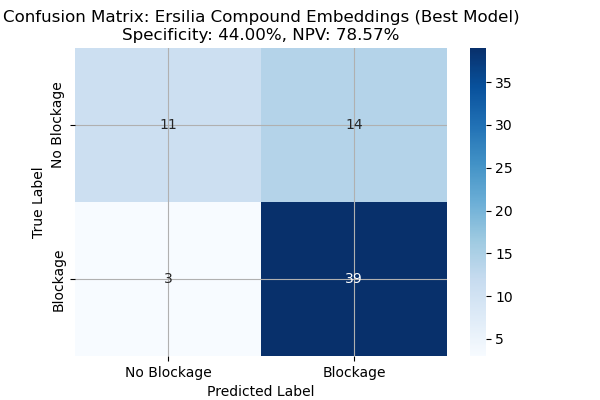 Confusion Matrix: Ersilia Compound Embeddings (Best Model)
Specificity: 44.00%, NPV: 78.57%
True Label
No Blockage
11
14
Blockage
3
39
No Blockage
Blockage
Predicted Label
35
30
25
20
15
10
5